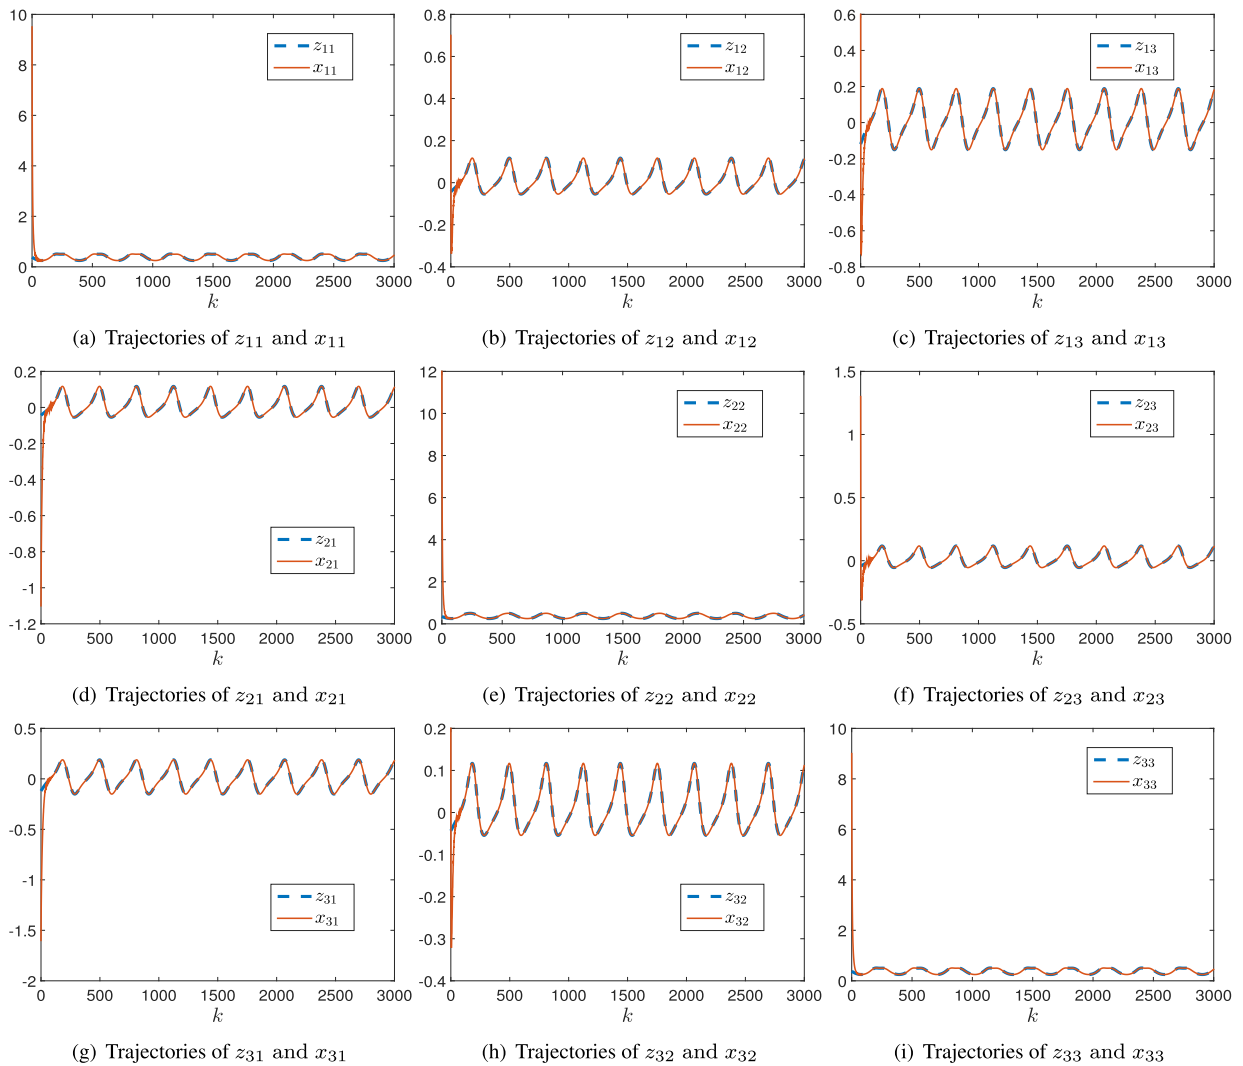 10
8
6
4
2
0
0 500 1000 1500 2000 2500 3000
k
z11
x11
(a) Trajectories of z11 and x11
0.8
0.6
0.4
0.2
0
-0.2
-0.4
0 500 1000 1500 2000 2500 3000
k
z12
x12
(b) Trajectories of z12 and x12
0.6
0.4
0.2
0
-0.2
-0.4
-0.6
-0.8
0 500 1000 1500 2000 2500 3000
k
z13
x13
(c) Trajectories of z13 and x13
0.2
0
-0.2
-0.4
-0.6
-0.8
-1
-1.2
0 500 1000 1500 2000 2500 3000
k
z21
x21
(d) Trajectories of z21 and x21
12
10
8
6
4
2
0
0 500 1000 1500 2000 2500 3000
k
z22
x22
(e) Trajectories of z22 and x22
1.5
1
0.5
0
-0.5
0 500 1000 1500 2000 2500 3000
k
z23
x23
(f) Trajectories of z23 and x23
0.5
0
-0.5
-1
-1.5
-2
0 500 1000 1500 2000 2500 3000
k
z31
x31
(g) Trajectories of z31 and x31
0.2
0.1
0
-0.1
-0.2
-0.3
-0.4
0 500 1000 1500 2000 2500 3000
k
z32
x32
(h) Trajectories of z32 and x32
10
8
6
4
2
0
0 500 1000 1500 2000 2500 3000
k
z33
x33
(i) Trajectories of z33 and x33